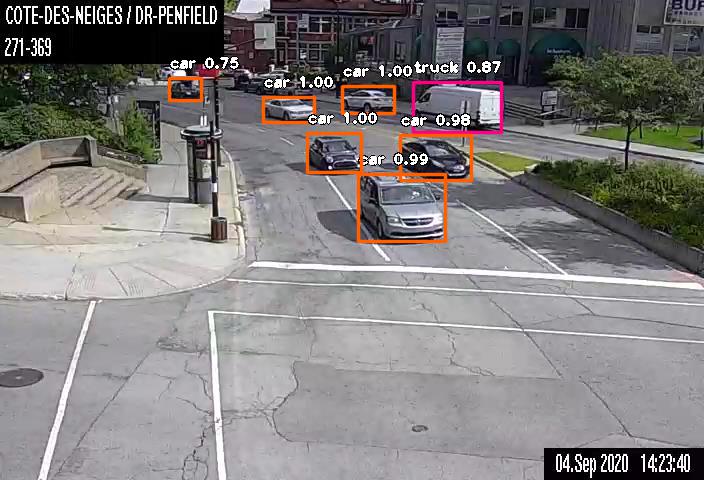 COTE-DES-NEIGES / DR-PENFIELD
271-369
car 0.75
car 1.00
car 1.00
truck 0.87
car 1.00
car 0.98
car 0.99
BUF
04.Sep 2020 14:23:40